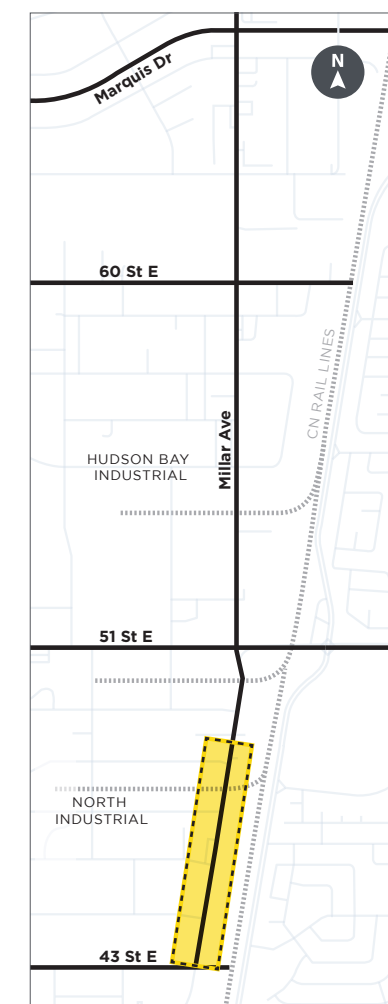 N
Marquis Dr
60 St E
CN RAIL LINES
Millar Ave
HUDSON BAY
INDUSTRIAL
51 St E
NORTH
INDUSTRIAL
43 St E